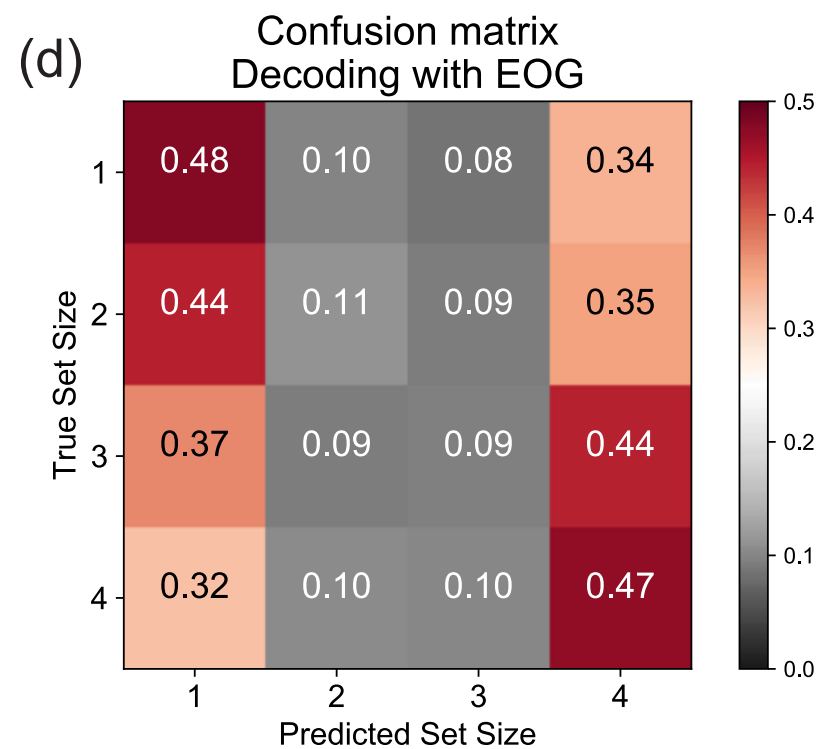 (d)
Confusion matrix
Decoding with EOG
True Set Size
1
0.48 0.10 0.08 0.34
2
0.44 0.11 0.09 0.35
3
0.37 0.09 0.09 0.44
4
0.32 0.10 0.10 0.47
1 2 3 4
Predicted Set Size
0.5
0.4
0.3
0.2
0.1
0.0